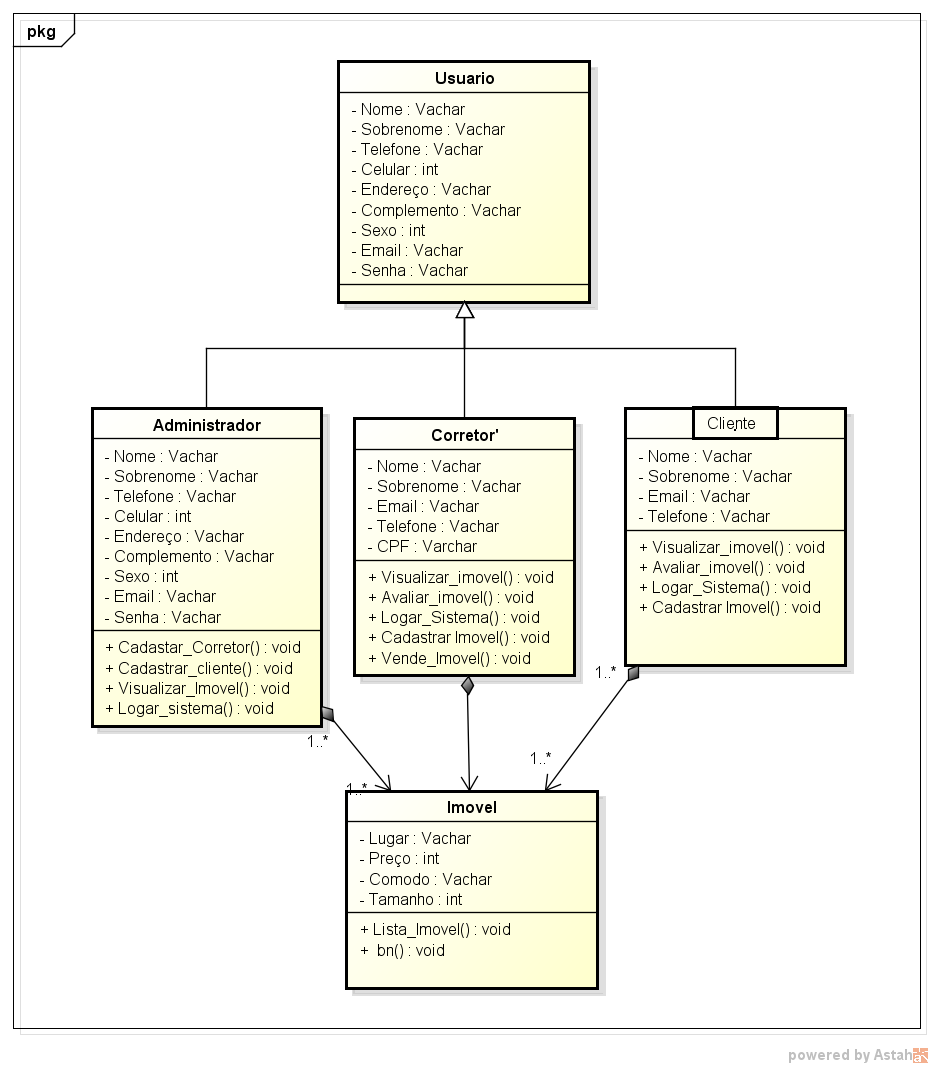 pkg
Usuario
- Nome : Vachar
- Sobrenome : Vachar
- Telefone : Vachar
- Celular : int
- Endereço : Vachar
- Complemento : Vachar
- Sexo : int
- Email : Vachar
- Senha : Vachar
Administrador
- Nome : Vachar
- Sobrenome : Vachar
- Telefone : Vachar
- Celular : int
- Endereço : Vachar
- Complemento : Vachar
- Sexo : int
- Email : Vachar
- Senha : Vachar
+ Cadastar_Corretor() : void
+ Cadastrar_cliente() : void
+ Visualizar_Imovel() : void
+ Logar_sistema() : void
Corretor'
- Nome : Vachar
- Sobrenome : Vachar
- Email : Vachar
- Telefone : Vachar
- CPF : Varchar
+ Visualizar_imovel() : void
+ Avaliar_imovel() : void
+ Logar_Sistema() : void
+ Cadastrar Imovel() : void
+ Vende_Imovel() : void
Cliente
- Nome : Vachar
- Sobrenome : Vachar
- Email : Vachar
- Telefone : Vachar
+ Visualizar_imovel() : void
+ Avaliar_imovel() : void
+ Logar_Sistema() : void
+ Cadastrar Imovel() : void
1..*
1..*
1..*
1..*
Imovel
- Lugar : Vachar
- Preço : int
- Comodo : Vachar
- Tamanho : int
+ Lista_Imovel() : void
+ bn() : void
powered by Astah